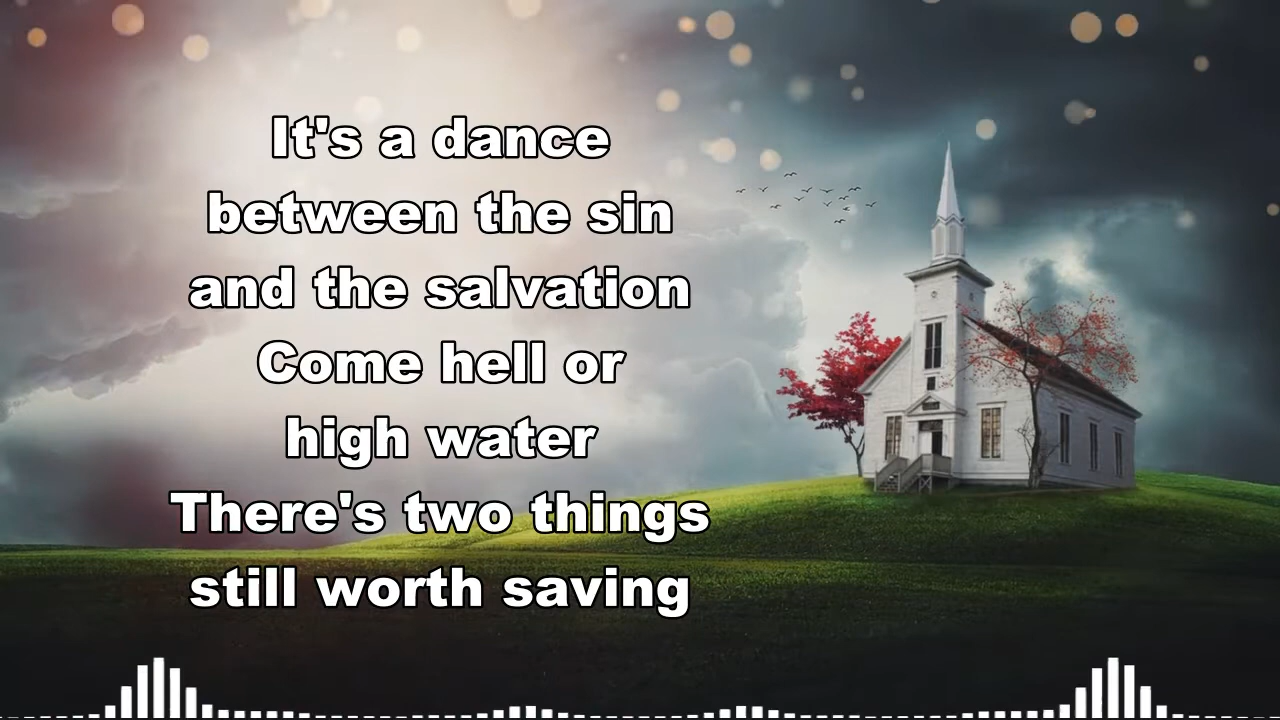 It's a dance
between the sin
and the salvation
Come hell or
high water
There's two things
still worth saving